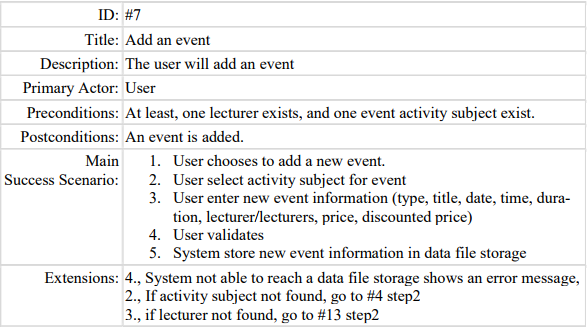 ID: #7
Title: Add an event
Description: The user will add an event
Primary Actor: User
Preconditions: At least, one lecturer exists, and one event activity subject exist.
Postconditions: An event is added.
Main 1. User chooses to add a new event.
Success Scenario: 2. User select activity subject for event
3. User enter new event information (type, title, date, time, dura-
tion, lecturer/lecturers, price, discounted price)
4. User validates
5. System store new event information in data file storage
Extensions: 4., System not able to reach a data file storage shows an error message,
2., If activity subject not found, go to #4 step2
3., if lecturer not found, go to #13 step2